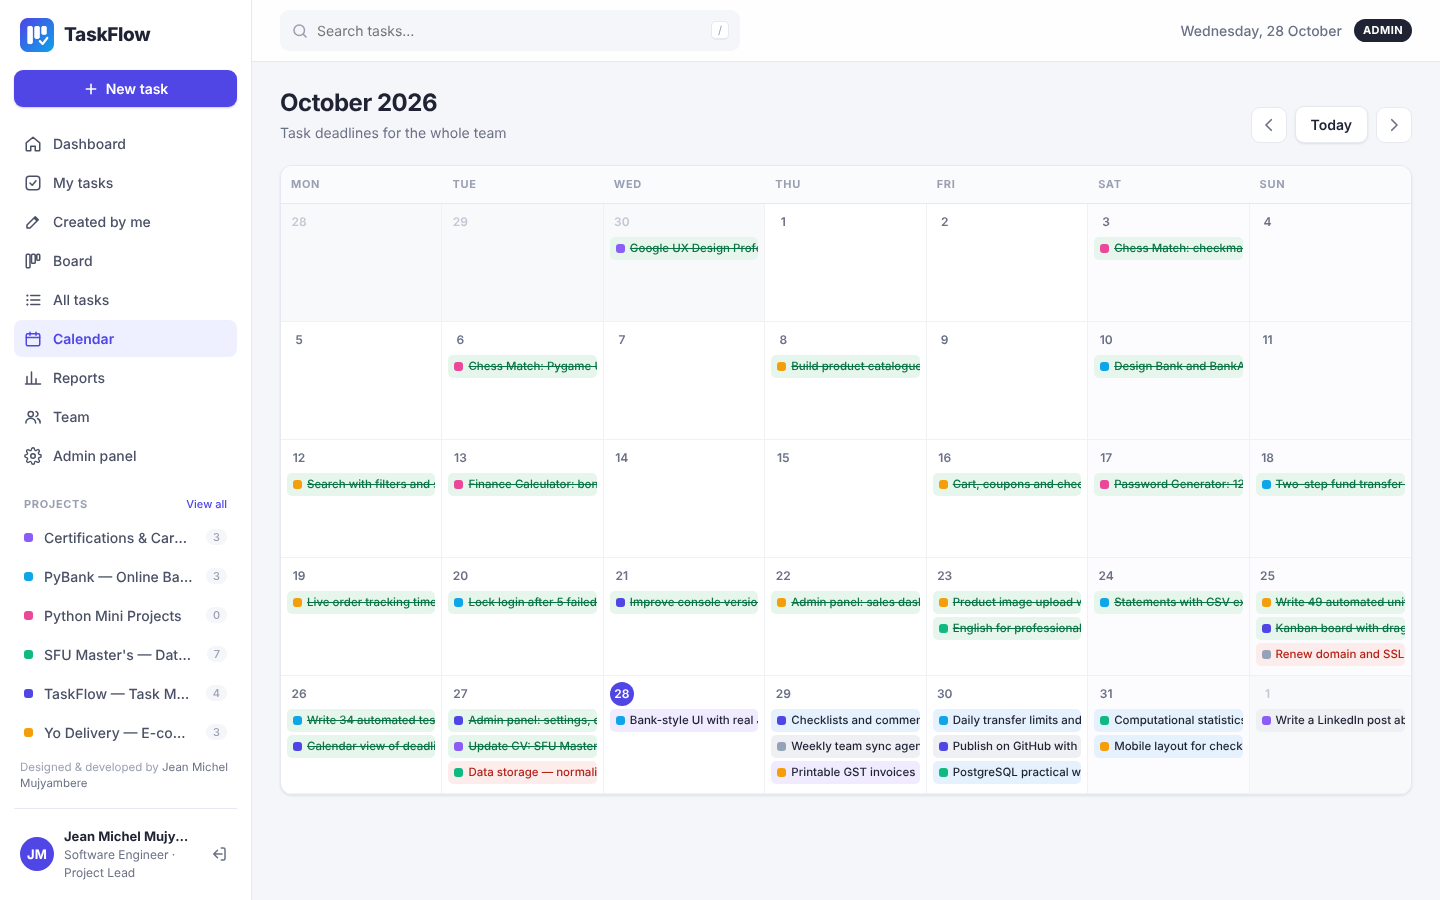 TaskFlow
Search tasks...
/
Wednesday, 28 October
ADMIN
New task
Dashboard
My tasks
Created by me
Board
All tasks
Calendar
Reports
Team
Admin panel
PROJECTS
View all
Certifications & Car...
3
PyBank — Online Ba...
3
Python Mini Projects
0
SFU Master's — Dat...
7
TaskFlow — Task M...
4
Yo Delivery — E-co...
3
Designed & developed by Jean Michel
Mujyambere
JM
Jean Michel Mujy...
Software Engineer ·
Project Lead
October 2026
Task deadlines for the whole team
Today
MON TUE WED THU FRI SAT SUN
28 29 30 1 2 3 4
Google UX Design Prof
Chess Match: checkma
5 6 7 8 9 10 11
Chess Match: Pygame
Build product catalogue
Design Bank and BankA
12 13 14 15 16 17 18
Search with filters and
Finance Calculator: bon
Cart, coupons and chec
Password Generator: 12
Two-step fund transfer
19 20 21 22 23 24 25
Live order tracking time
Lock login after 5 failed
Improve console versio
Admin panel: sales dash
Product image upload
Statements with CSV ex
Write 49 automated uni
English for professional
Kanban board with drag
Renew domain and SSL
26 27 28 29 30 31 1
Write 34 automated tes
Admin panel: settings,
Bank-style UI with real
Checklists and commen
Daily transfer limits and
Computational statistics
Write a LinkedIn post ab
Calendar view of deadli
Update CV: SFU Master
Weekly team sync agen
Publish on GitHub with
Mobile layout for check
Data storage — normali
Printable GST invoices
PostgreSQL practical w